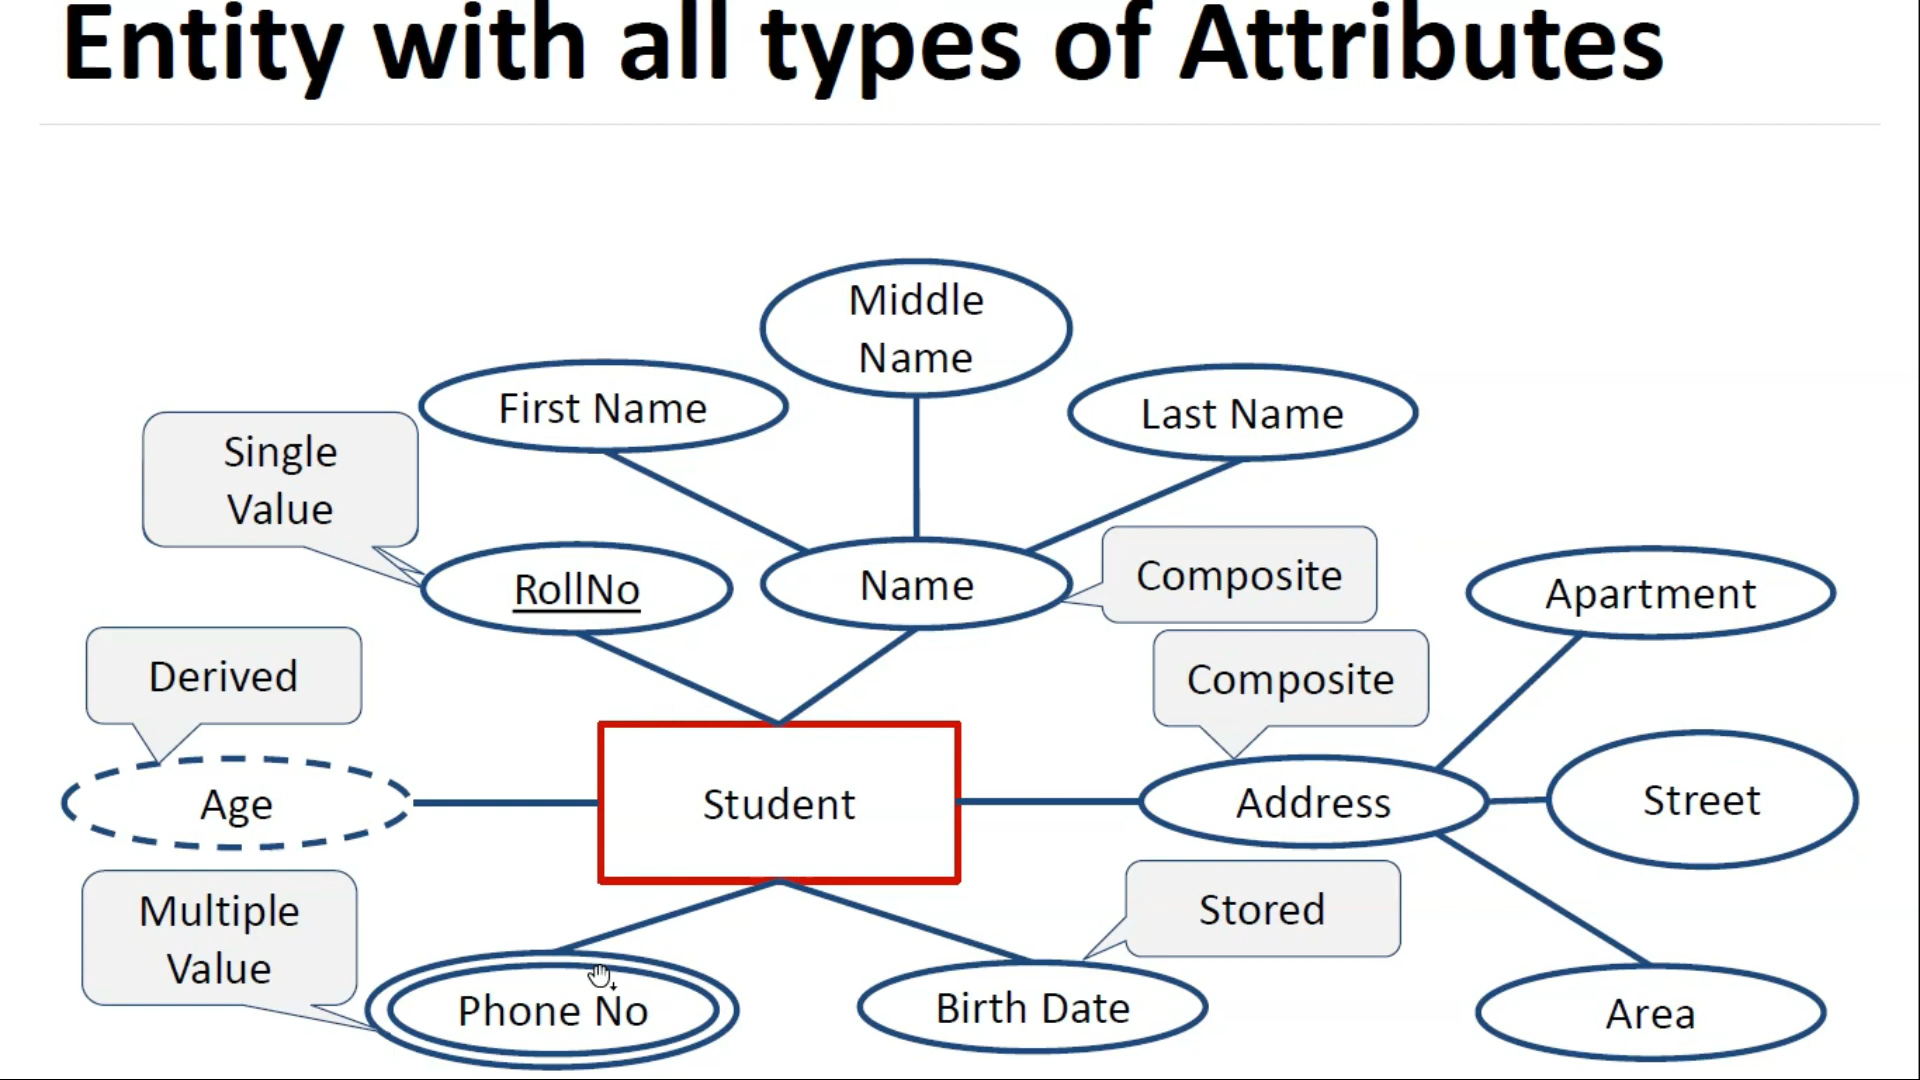 Entity with all types of Attributes
Middle
Name
First Name
Last Name
Single
Value
RollNo
Name
Composite
Apartment
Derived
Composite
Age
Student
Address
Street
Multiple
Value
Stored
Phone No
Birth Date
Area